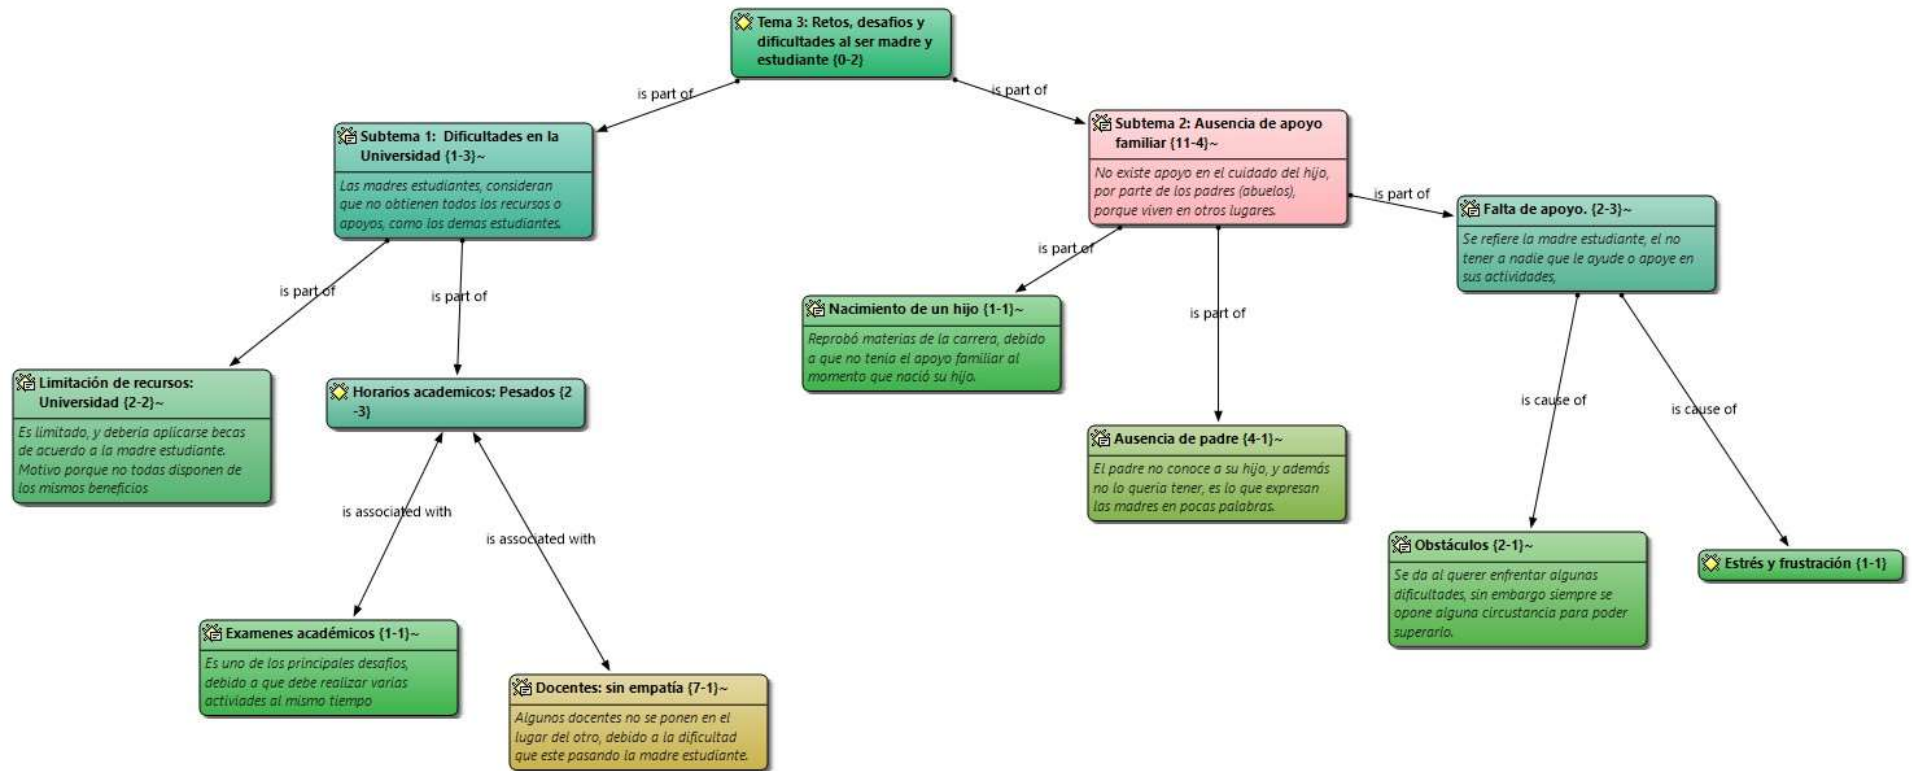 Tema 3: Retos, desafios y
dificultades al ser madre y
estudiante {0-2}
is part of
is part of
Subtema 1:  Dificultades en la
Universidad {1-3}~
Las madres estudiantes, consideran
que no obtienen todos los recursos o
apoyos, como los demas estudiantes.
Subtema 2: Ausencia de apoyo
familiar {11-4}~
No existe apoyo en el cuidado del hijo,
por parte de los padres (abuelos),
porque viven en otros lugares.
is part of
Falta de apoyo. {2-3}~
Se refiere la madre estudiante, el no
tener a nadie que le ayude o apoye en
sus actividades,
is part of
is part of
is part of
is part of
Nacimiento de un hijo {1-1}~
Reprobó materias de la carrera, debido
a que no tenía el apoyo familiar al
momento que nació su hijo.
Limitación de recursos:
Universidad {2-2}~
Es limitado, y debería aplicarse becas
de acuerdo a la madre estudiante.
Motivo porque no todas disponen de
los mismos beneficios
Horarios academicos: Pesados {2
-3}
is cause of
is cause of
Ausencia de padre {4-1}~
El padre no conoce a su hijo, y además
no lo quería tener, es lo que expresan
las madres en pocas palabras.
is associated with
is associated with
Obstáculos {2-1}~
Se da al querer enfrentar algunas
dificultades, sin embargo siempre se
opone alguna circustancia para poder
superarlo.
Estrés y frustración {1-1}
Examenes académicos {1-1}~
Es uno de los principales desafíos,
debido a que debe realizar varias
activiades al mismo tiempo
Docentes: sin empatía {7-1}~
Algunos docentes no se ponen en el
lugar del otro, debido a la dificultad
que este pasando la madre estudiante.